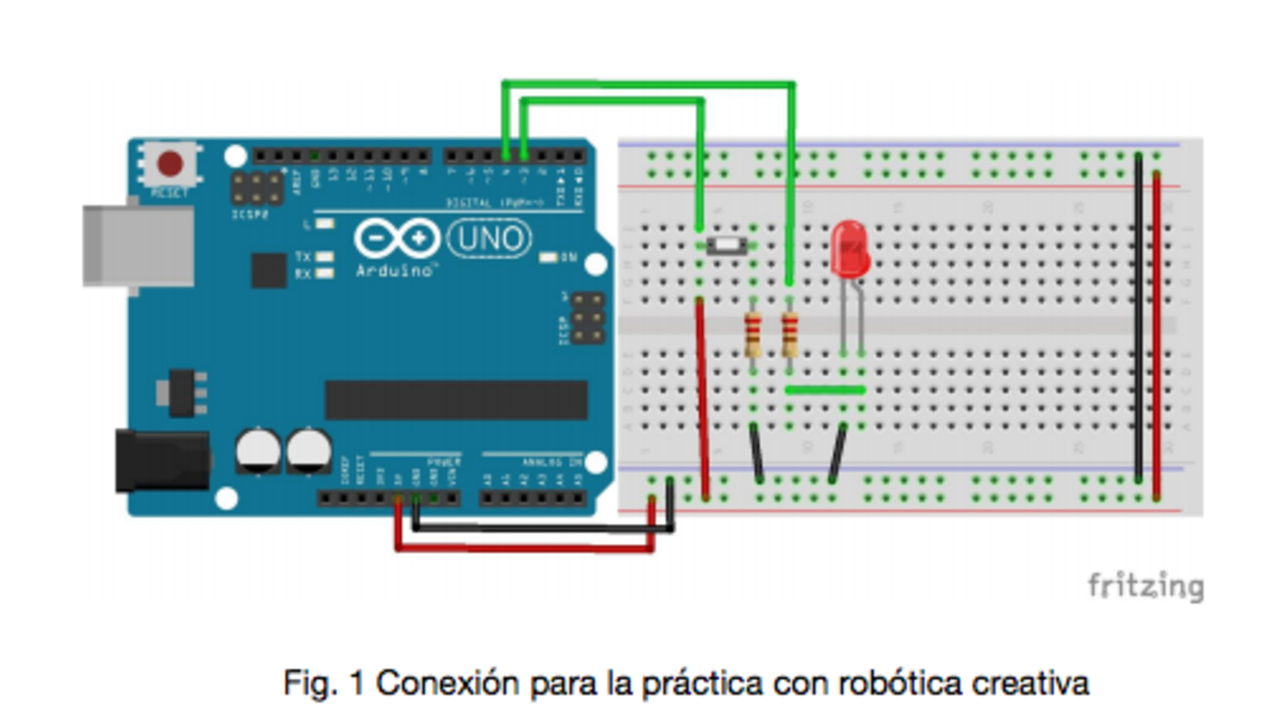 RESET
ICSP2
AREF
GND
13
12
~11
~10
~9
8
7
~6
~5
4
~3
2
TX▸1
RX◂0
DIGITAL (PWM=~)
L
TX
RX
UNO
Arduino™
ON
ICSP
IOREF
RESET
3V3
5V
GND
GND
VIN
POWER
ANALOG IN
A0
A1
A2
A3
A4
A5
fritzing
Fig. 1 Conexión para la práctica con robótica creativa